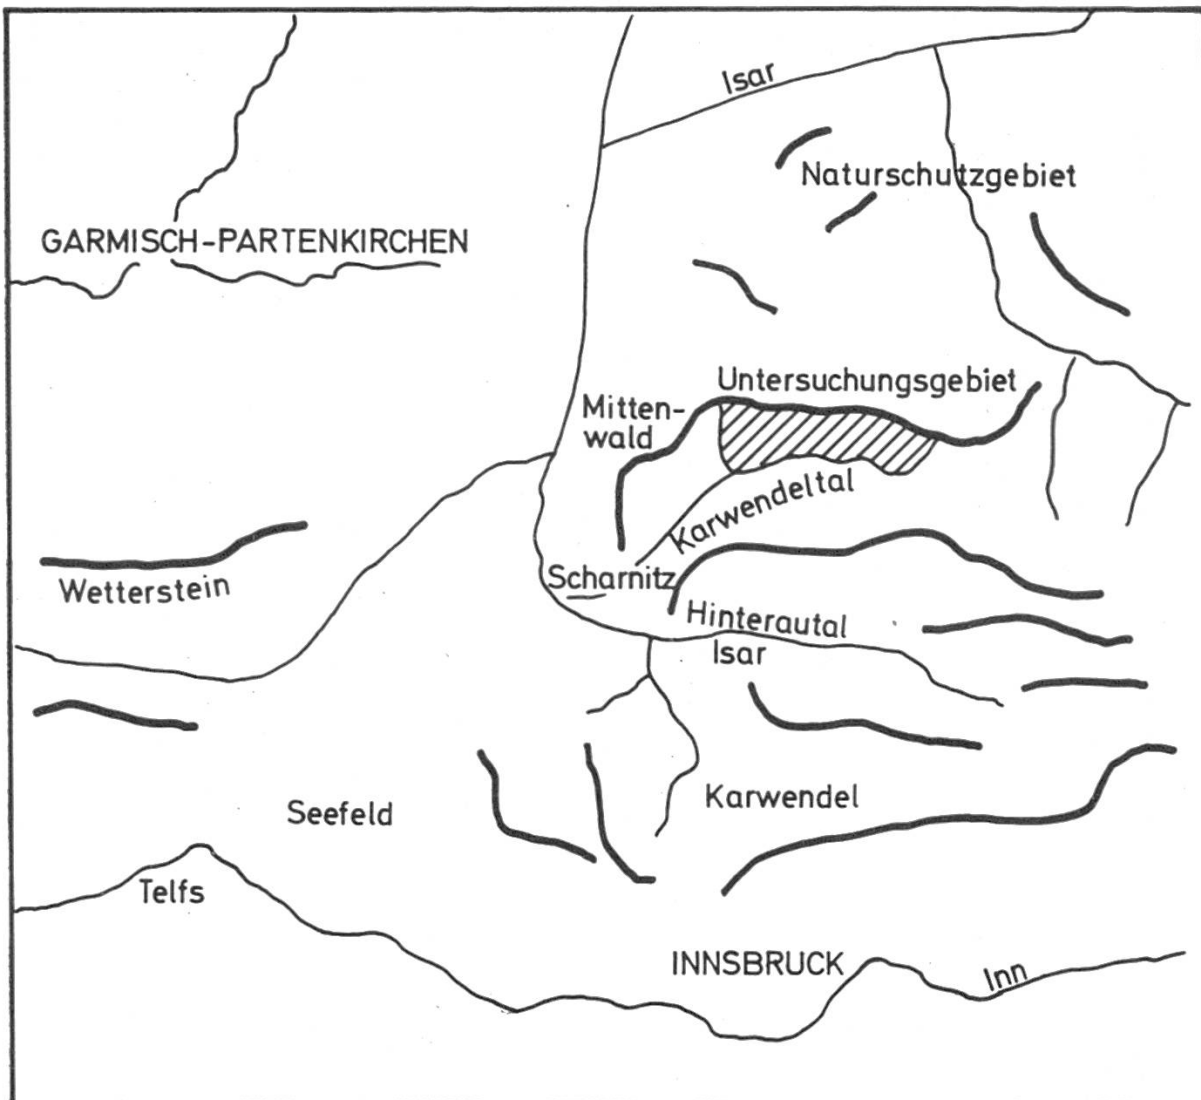 Isar
Naturschutzgebiet
GARMISCH-PARTENKIRCHEN
Untersuchungsgebiet
Mitten-
wald
Karwendeltal
Wetterstein
Scharnitz
Hinterautal
Isar
Karwendel
Seefeld
Telfs
INNSBRUCK
Inn